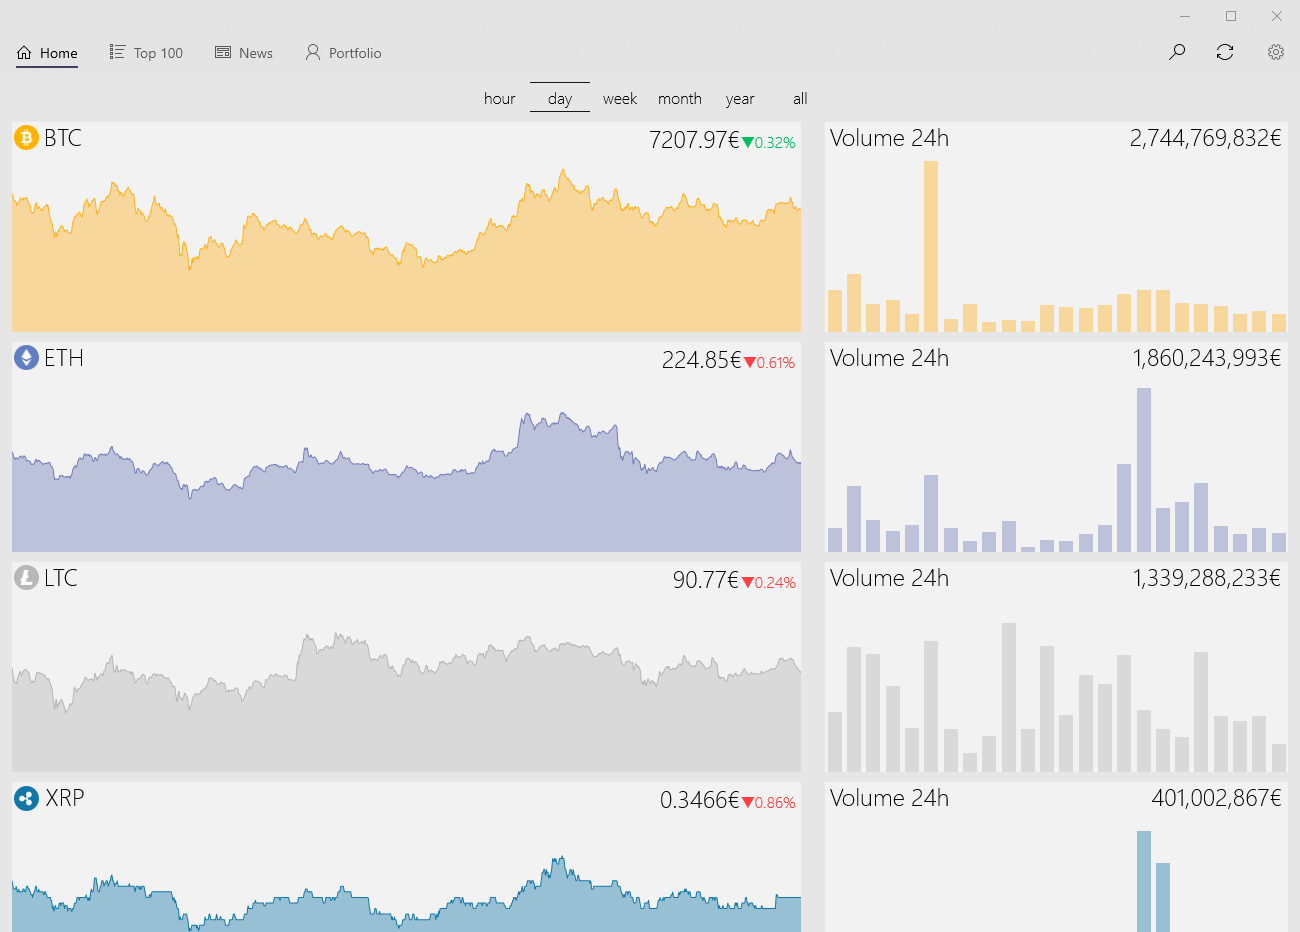 Home Top 100 News Portfolio
hour day week month year all
BTC 7207.97€▼0.32% Volume 24h 2,744,769,832€
ETH 224.85€▼0.61% Volume 24h 1,860,243,993€
LTC 90.77€▼0.24% Volume 24h 1,339,288,233€
XRP 0.3466€▼0.86% Volume 24h 401,002,867€